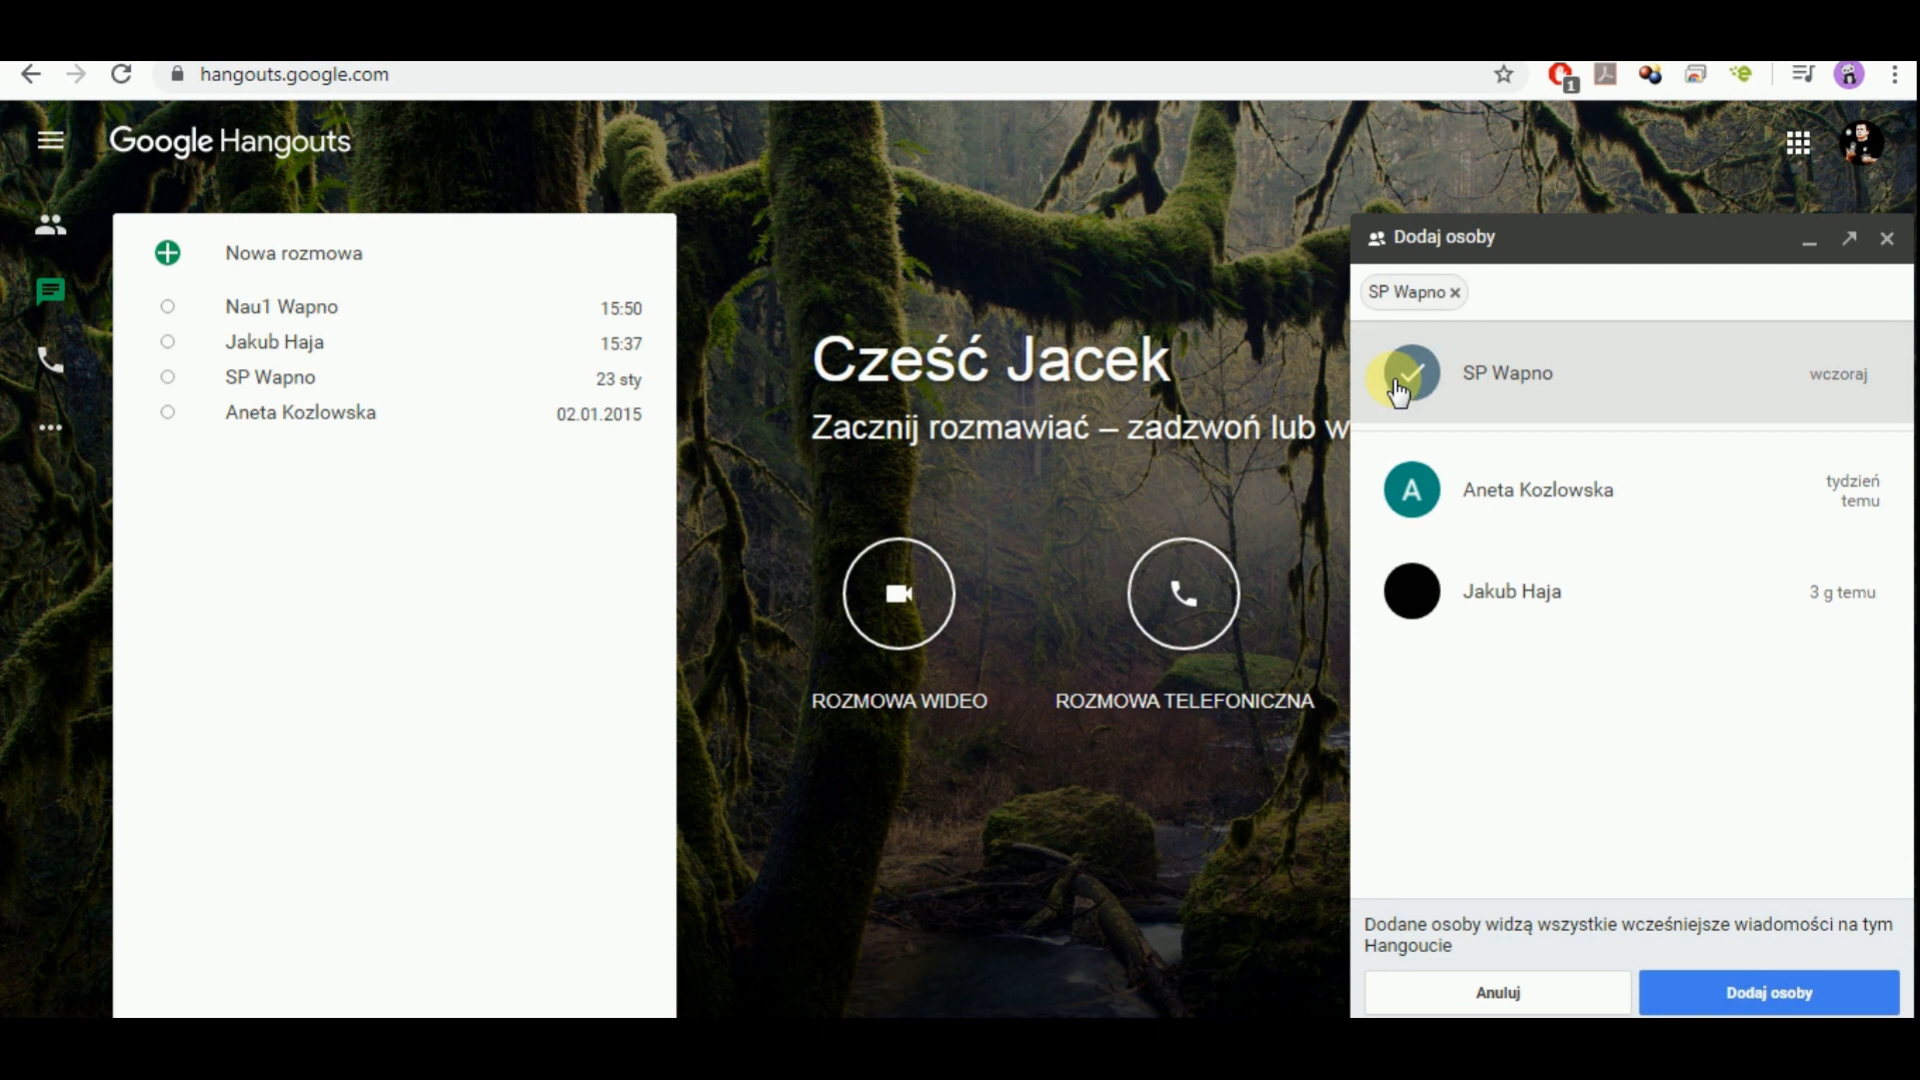 hangouts.google.com
1
Google Hangouts
Nowa rozmowa
Nau1 Wapno 15:50
Jakub Haja 15:37
SP Wapno 23 sty
Aneta Kozlowska 02.01.2015
Cześć Jacek
Zacznij rozmawiać – zadzwoń lub w
ROZMOWA WIDEO
ROZMOWA TELEFONICZNA
Dodaj osoby
SP Wapno
SP Wapno wczoraj
A Aneta Kozlowska tydzień
temu
Jakub Haja 3 g temu
Dodane osoby widzą wszystkie wcześniejsze wiadomości na tym
Hangoucie
Anuluj Dodaj osoby